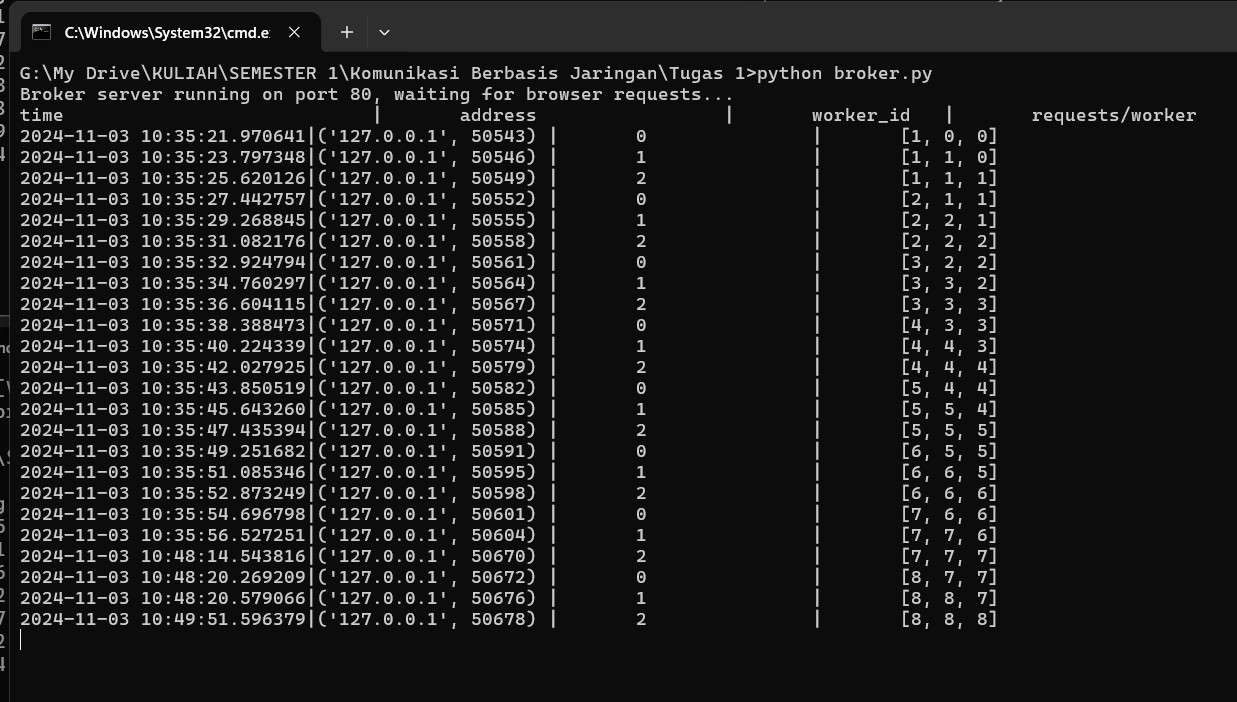 C:\Windows\System32\cmd.e
G:\My Drive\KULIAH\SEMESTER 1\Komunikasi Berbasis Jaringan\Tugas 1>python broker.py
Broker server running on port 80, waiting for browser requests...
time | address | worker_id | requests/worker
2024-11-03 10:35:21.970641|('127.0.0.1', 50543) | 0 | [1, 0, 0]
2024-11-03 10:35:23.797348|('127.0.0.1', 50546) | 1 | [1, 1, 0]
2024-11-03 10:35:25.620126|('127.0.0.1', 50549) | 2 | [1, 1, 1]
2024-11-03 10:35:27.442757|('127.0.0.1', 50552) | 0 | [2, 1, 1]
2024-11-03 10:35:29.268845|('127.0.0.1', 50555) | 1 | [2, 2, 1]
2024-11-03 10:35:31.082176|('127.0.0.1', 50558) | 2 | [2, 2, 2]
2024-11-03 10:35:32.924794|('127.0.0.1', 50561) | 0 | [3, 2, 2]
2024-11-03 10:35:34.760297|('127.0.0.1', 50564) | 1 | [3, 3, 2]
2024-11-03 10:35:36.604115|('127.0.0.1', 50567) | 2 | [3, 3, 3]
2024-11-03 10:35:38.388473|('127.0.0.1', 50571) | 0 | [4, 3, 3]
2024-11-03 10:35:40.224339|('127.0.0.1', 50574) | 1 | [4, 4, 3]
2024-11-03 10:35:42.027925|('127.0.0.1', 50579) | 2 | [4, 4, 4]
2024-11-03 10:35:43.850519|('127.0.0.1', 50582) | 0 | [5, 4, 4]
2024-11-03 10:35:45.643260|('127.0.0.1', 50585) | 1 | [5, 5, 4]
2024-11-03 10:35:47.435394|('127.0.0.1', 50588) | 2 | [5, 5, 5]
2024-11-03 10:35:49.251682|('127.0.0.1', 50591) | 0 | [6, 5, 5]
2024-11-03 10:35:51.085346|('127.0.0.1', 50595) | 1 | [6, 6, 5]
2024-11-03 10:35:52.873249|('127.0.0.1', 50598) | 2 | [6, 6, 6]
2024-11-03 10:35:54.696798|('127.0.0.1', 50601) | 0 | [7, 6, 6]
2024-11-03 10:35:56.527251|('127.0.0.1', 50604) | 1 | [7, 7, 6]
2024-11-03 10:48:14.543816|('127.0.0.1', 50670) | 2 | [7, 7, 7]
2024-11-03 10:48:20.269209|('127.0.0.1', 50672) | 0 | [8, 7, 7]
2024-11-03 10:48:20.579066|('127.0.0.1', 50676) | 1 | [8, 8, 7]
2024-11-03 10:49:51.596379|('127.0.0.1', 50678) | 2 | [8, 8, 8]